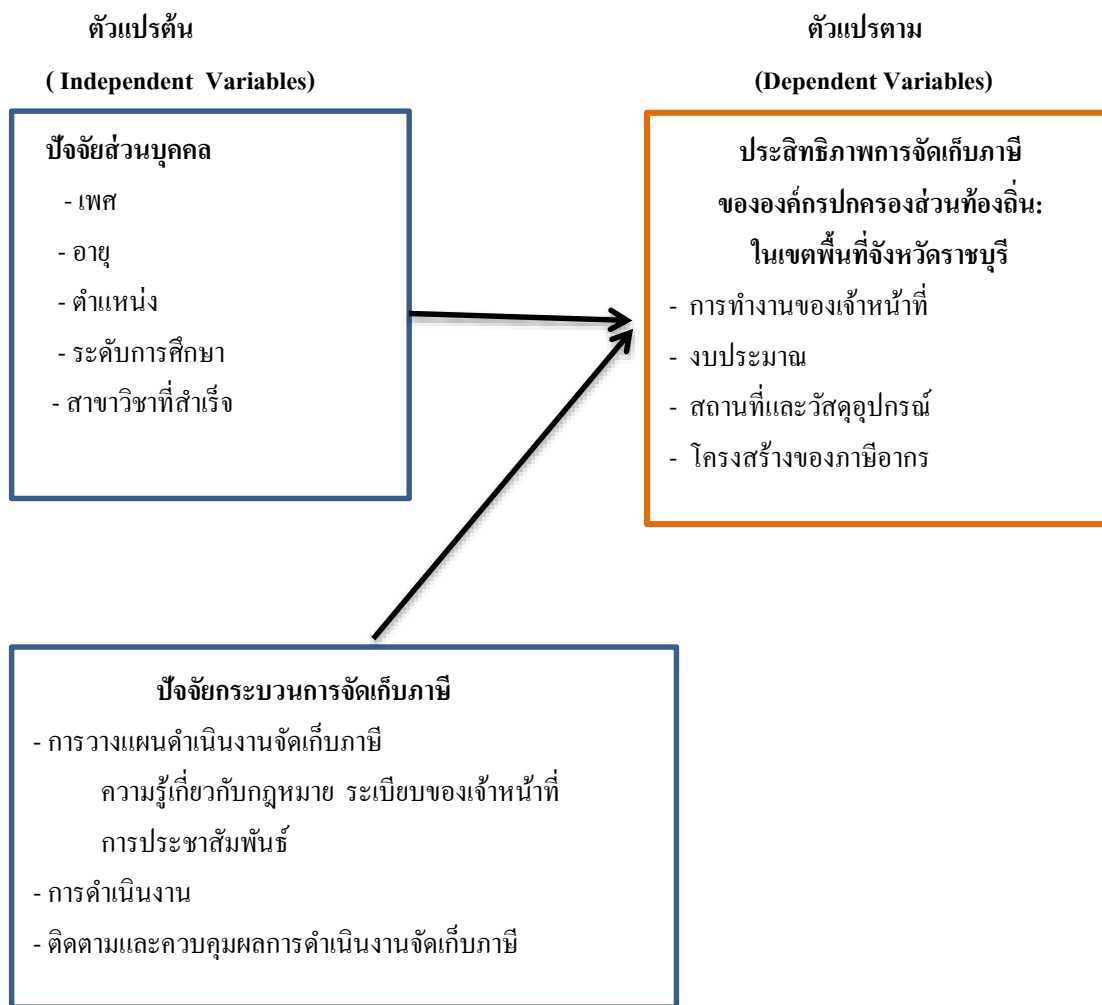 ตัวแปรต้น
( Independent Variables)
ปัจจัยส่วนบุคคล
- เพศ
- อายุ
- ตำแหน่ง
- ระดับการศึกษา
- สาขาวิชาที่สำเร็จ
ตัวแปรตาม
(Dependent Variables)
ประสิทธิภาพการจัดเก็บภาษี
ขององค์กรปกครองส่วนท้องถิ่น:
ในเขตพื้นที่จังหวัดราชบุรี
- การทำงานของเจ้าหน้าที่
- งบประมาณ
- สถานที่และวัสดุอุปกรณ์
- โครงสร้างของภาษีอากร
ปัจจัยกระบวนการจัดเก็บภาษี
- การวางแผนดำเนินงานจัดเก็บภาษี
ความรู้เกี่ยวกับกฎหมาย ระเบียบของเจ้าหน้าที่
การประชาสัมพันธ์
- การดำเนินงาน
- ติดตามและควบคุมผลการดำเนินงานจัดเก็บภาษี